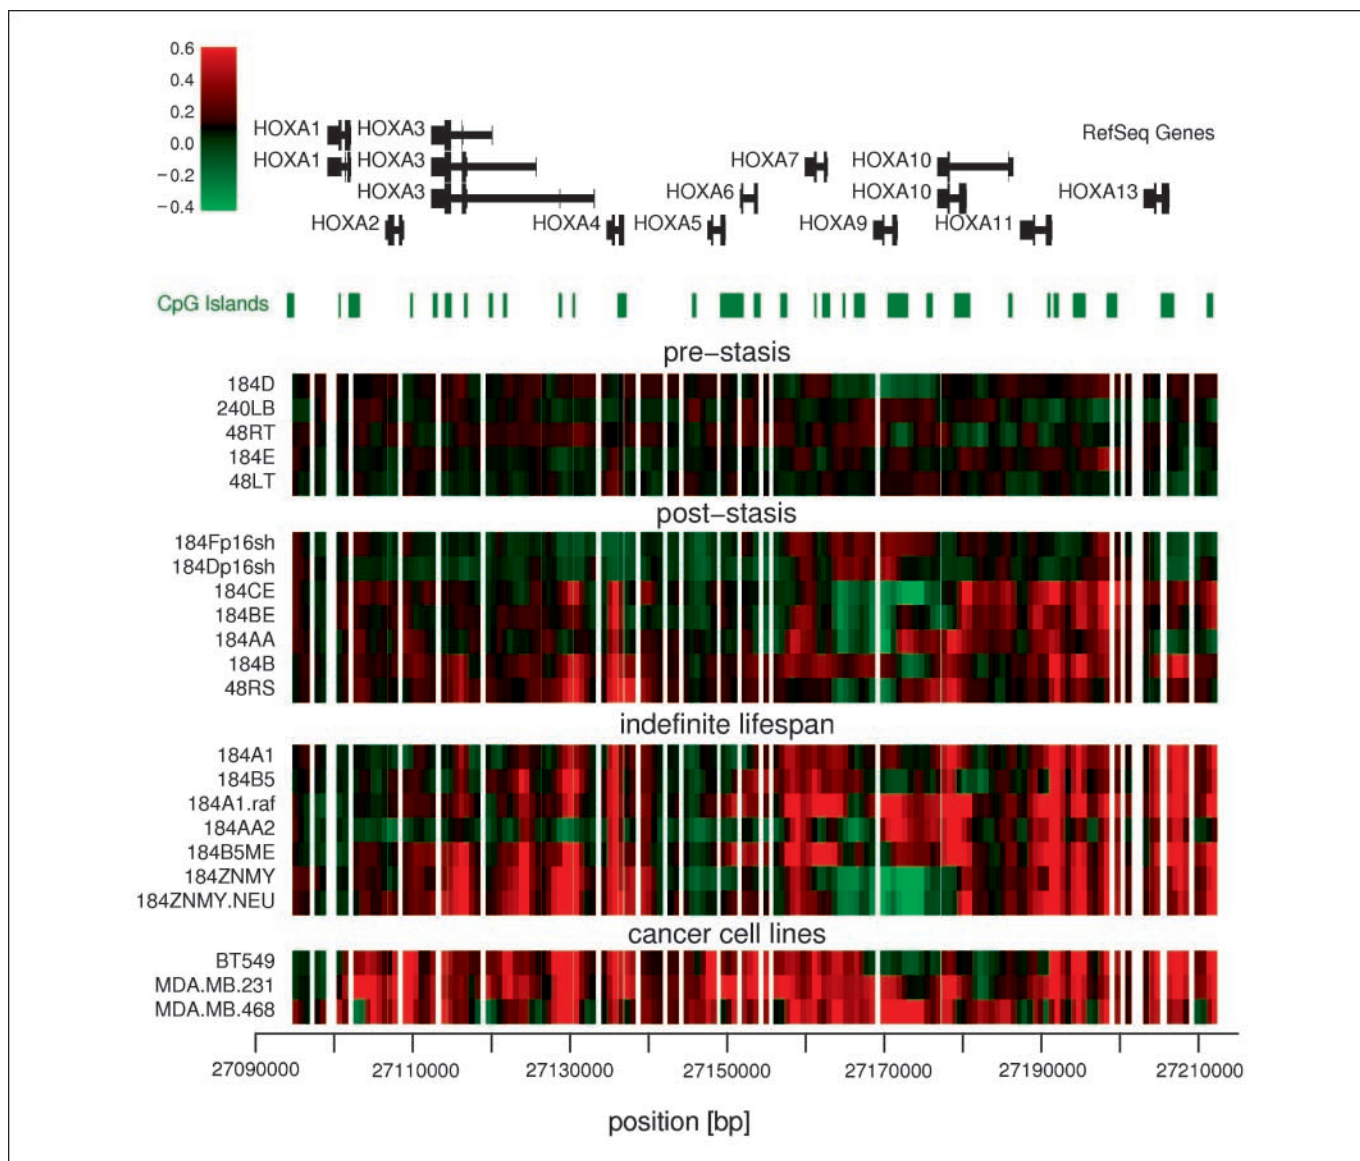 0.6
0.4
0.2
0.0
−0.2
−0.4
HOXA1 HOXA3 RefSeq Genes
HOXA1 HOXA3 HOXA7 HOXA10
HOXA3 HOXA6 HOXA10 HOXA13
HOXA2 HOXA4 HOXA5 HOXA9 HOXA11
CpG Islands
pre−stasis
184D
240LB
48RT
184E
48LT
post−stasis
184Fp16sh
184Dp16sh
184CE
184BE
184AA
184B
48RS
indefinite lifespan
184A1
184B5
184A1.raf
184AA2
184B5ME
184ZNMY
184ZNMY.NEU
cancer cell lines
BT549
MDA.MB.231
MDA.MB.468
27090000 27110000 27130000 27150000 27170000 27190000 27210000
position [bp]